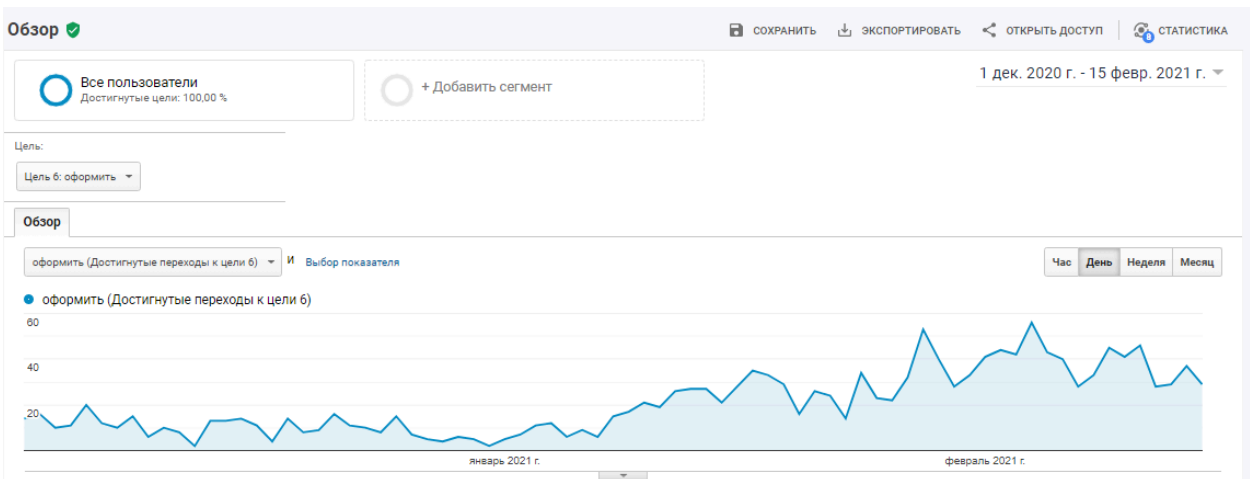 Обзор
СОХРАНИТЬ ЭКСПОРТИРОВАТЬ ОТКРЫТЬ ДОСТУП 8 СТАТИСТИКА
Все пользователи
Достигнутые цели: 100,00 %
+ Добавить сегмент
1 дек. 2020 г. - 15 февр. 2021 г.
Цель:
Цель 6: оформить
Обзор
оформить (Достигнутые переходы к цели 6) И Выбор показателя
Час День Неделя Месяц
оформить (Достигнутые переходы к цели 6)
60
40
20
январь 2021 г. февраль 2021 г.